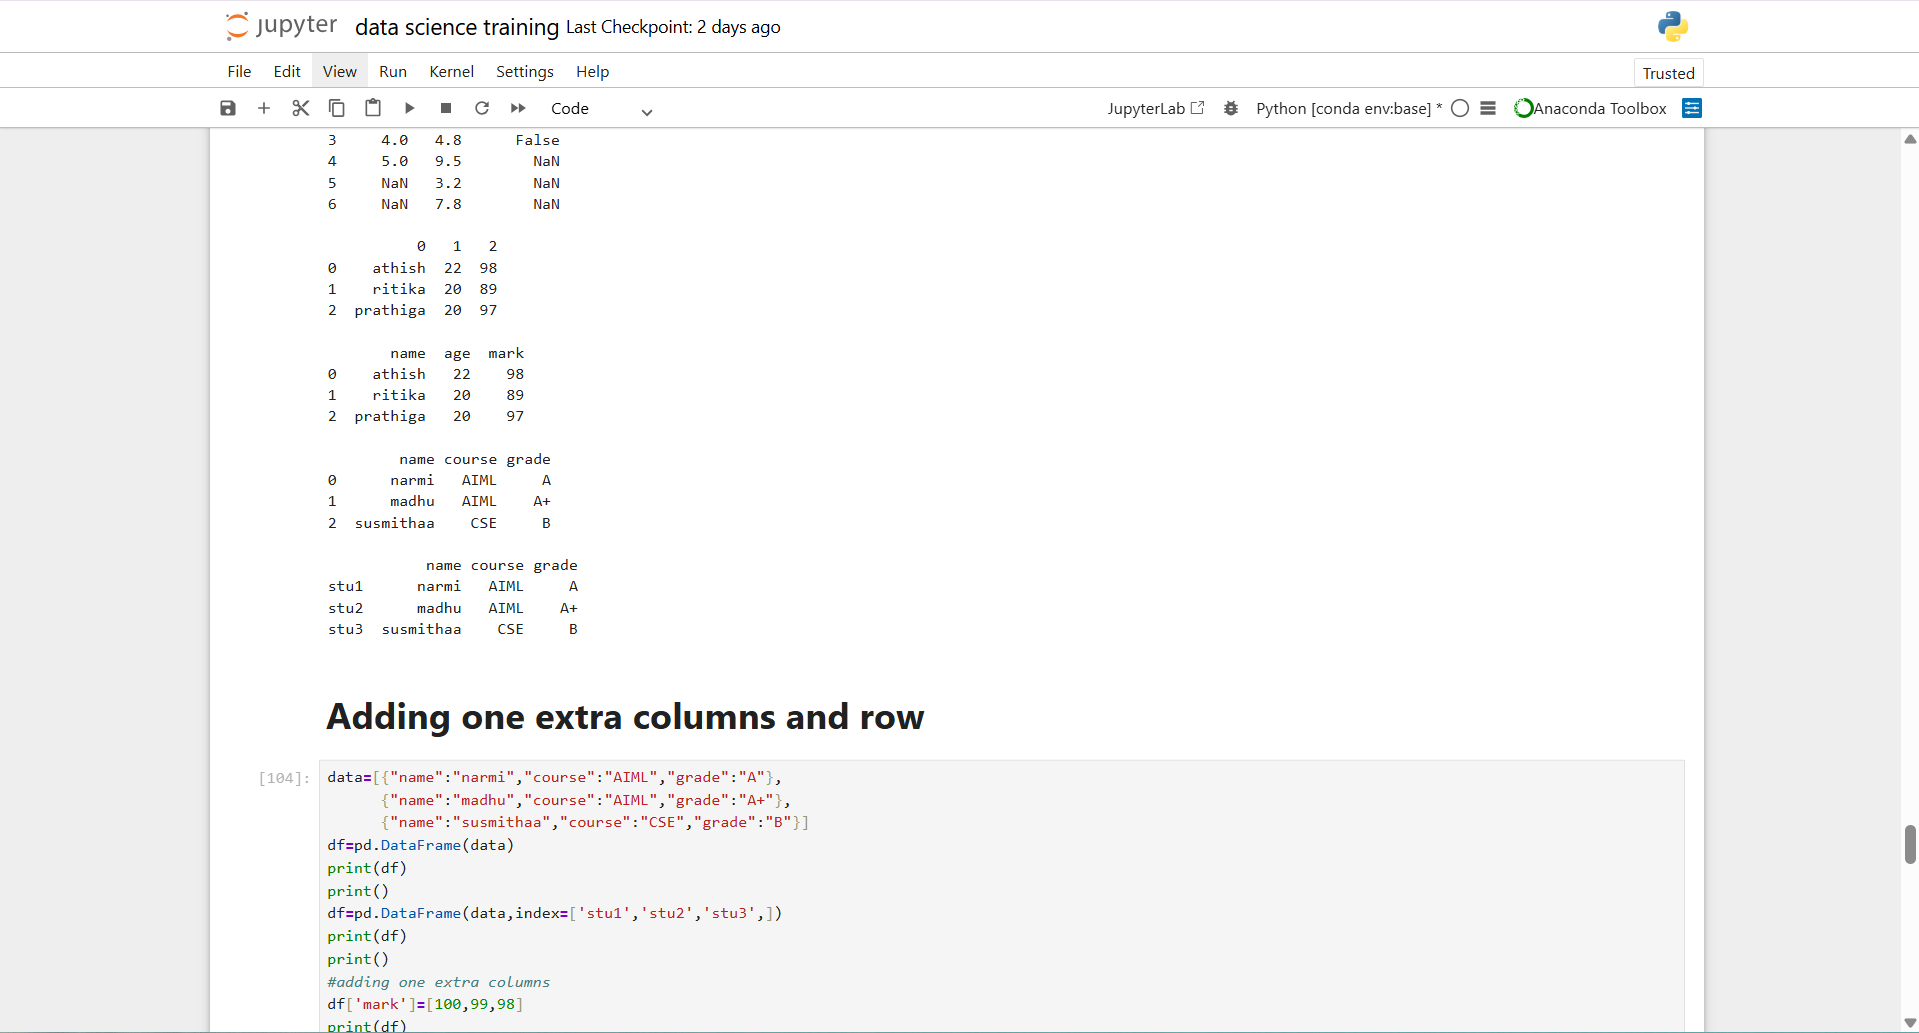 jupyter data science training Last Checkpoint: 2 days ago
File Edit View Run Kernel Settings Help Trusted
Code JupyterLab Python [conda env:base] * Anaconda Toolbox
3     4.0   4.8      False
4     5.0   9.5        NaN
5     NaN   3.2        NaN
6     NaN   7.8        NaN
          0   1   2
0    athish  22  98
1    ritika  20  89
2  prathiga  20  97
       name  age  mark
0    athish   22    98
1    ritika   20    89
2  prathiga   20    97
        name course grade
0      narmi   AIML     A
1      madhu   AIML    A+
2  susmithaa    CSE     B
           name course grade
stu1      narmi   AIML     A
stu2      madhu   AIML    A+
stu3  susmithaa    CSE     B
Adding one extra columns and row
[104]: data=[{"name":"narmi","course":"AIML","grade":"A"},
      {"name":"madhu","course":"AIML","grade":"A+"},
      {"name":"susmithaa","course":"CSE","grade":"B"}]
df=pd.DataFrame(data)
print(df)
print()
df=pd.DataFrame(data,index=['stu1','stu2','stu3',])
print(df)
print()
#adding one extra columns
df['mark']=[100,99,98]
print(df)